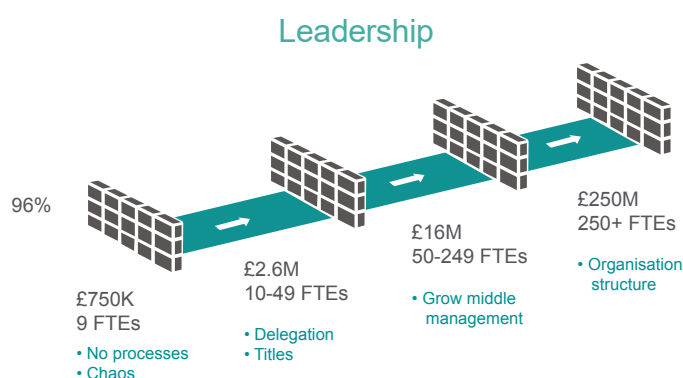 Leadership
96%
£750K
9 FTEs
• No processes
• Chaos
£2.6M
10-49 FTEs
• Delegation
• Titles
£16M
50-249 FTEs
• Grow middle
management
£250M
250+ FTEs
• Organisation
structure